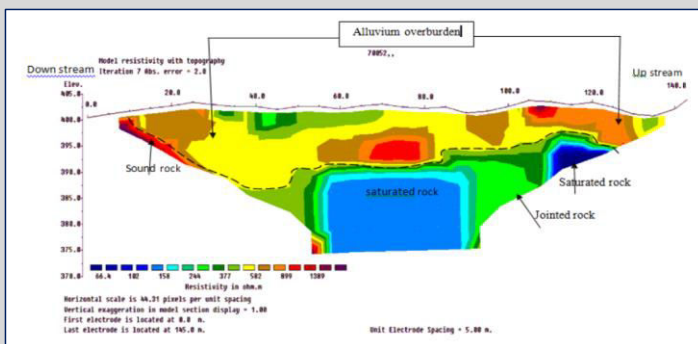 Alluvium overburden
Model resistivity with topography
70052,,
Down stream
Iteration 7 Abs. error = 2.0
Up stream
Elev.
405.0
400.0
395.0
390.0
385.0
380.0
375.0
370.0
0.0 20.0 40.0 60.0 80.0 100.0 120.0 140.0
Sound rock
saturated rock
Saturated rock
Jointed rock
66.4 102 158 244 377 582 899 1389
Resistivity in ohm.m
Horizontal scale is 44.31 pixels per unit spacing
Vertical exaggeration in model section display = 1.00
First electrode is located at 0.0 m.
Last electrode is located at 145.0 m.
Unit Electrode Spacing = 5.00 m.